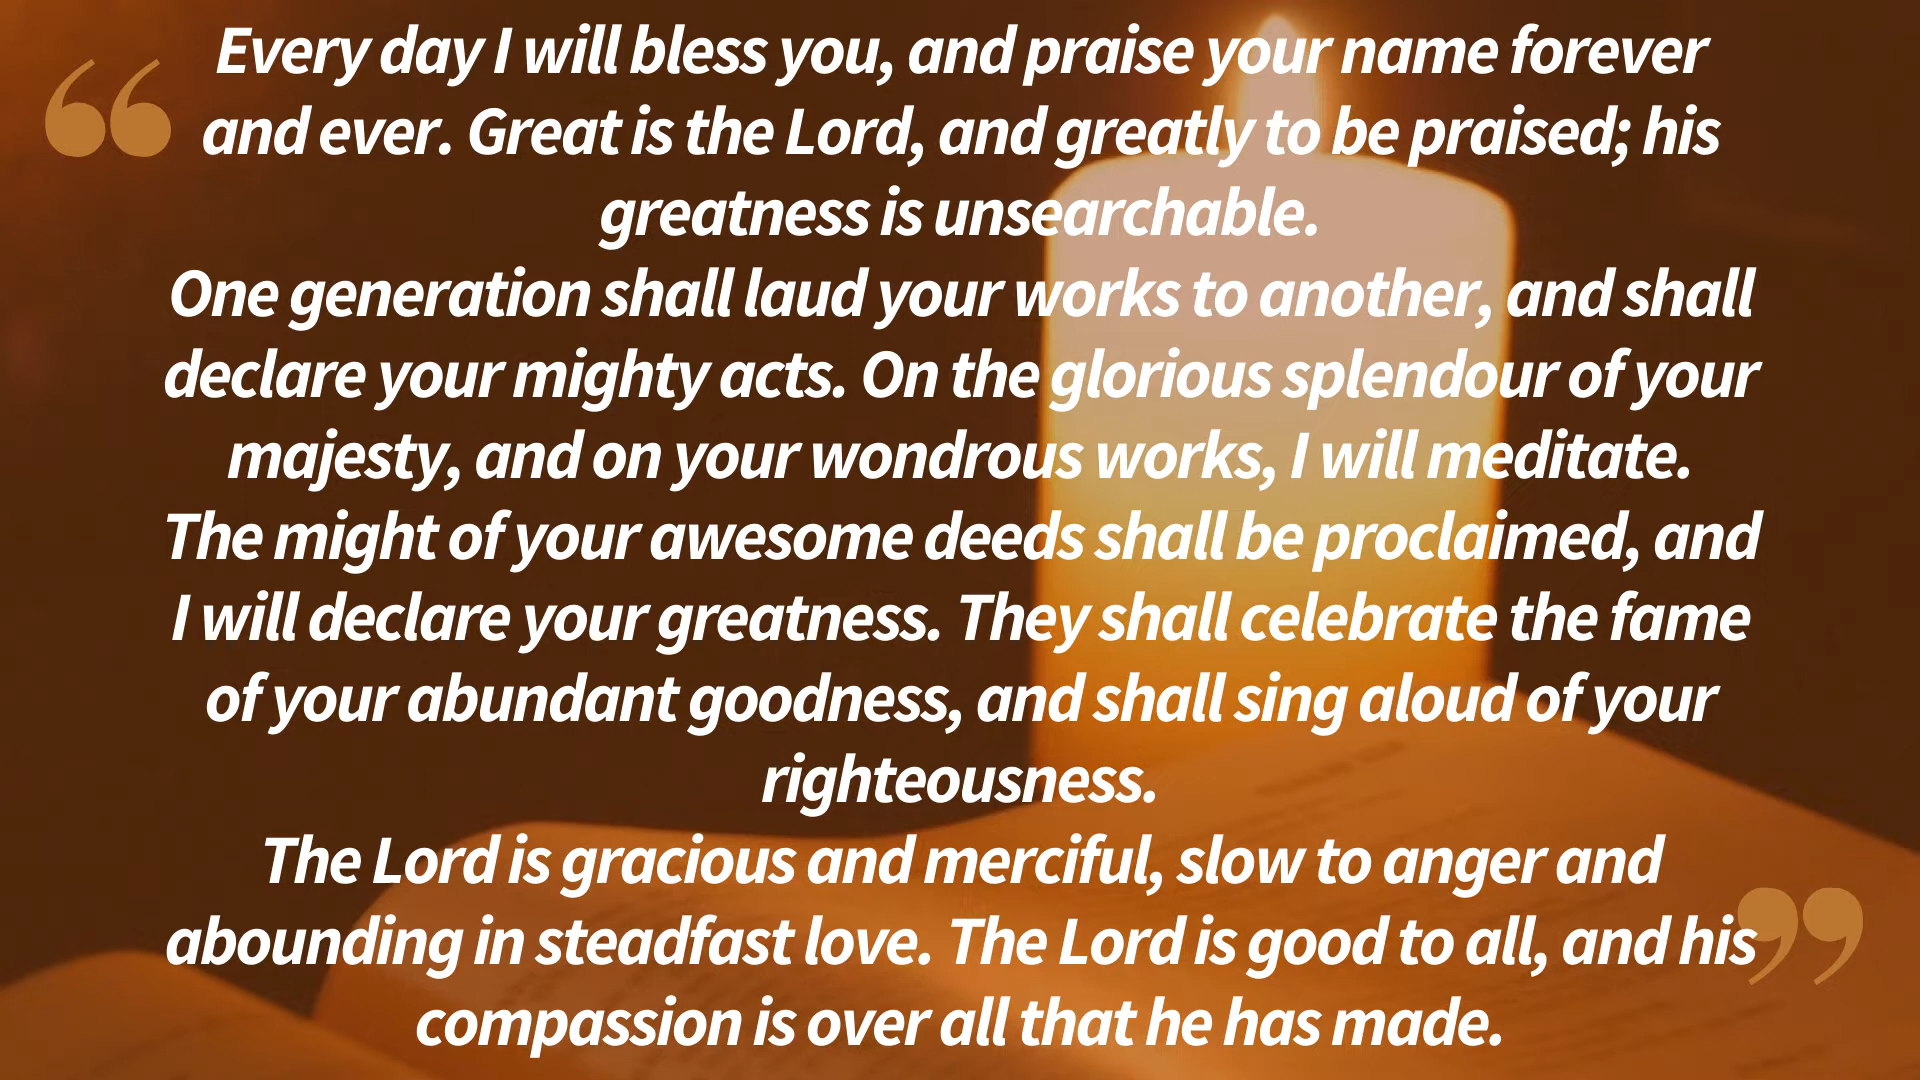 Every day I will bless you, and praise your name forever
and ever. Great is the Lord, and greatly to be praised; his
greatness is unsearchable.
One generation shall laud your works to another, and shall
declare your mighty acts. On the glorious splendour of your
majesty, and on your wondrous works, I will meditate.
The might of your awesome deeds shall be proclaimed, and
I will declare your greatness. They shall celebrate the fame
of your abundant goodness, and shall sing aloud of your
righteousness.
The Lord is gracious and merciful, slow to anger and
abounding in steadfast love. The Lord is good to all, and his
compassion is over all that he has made.